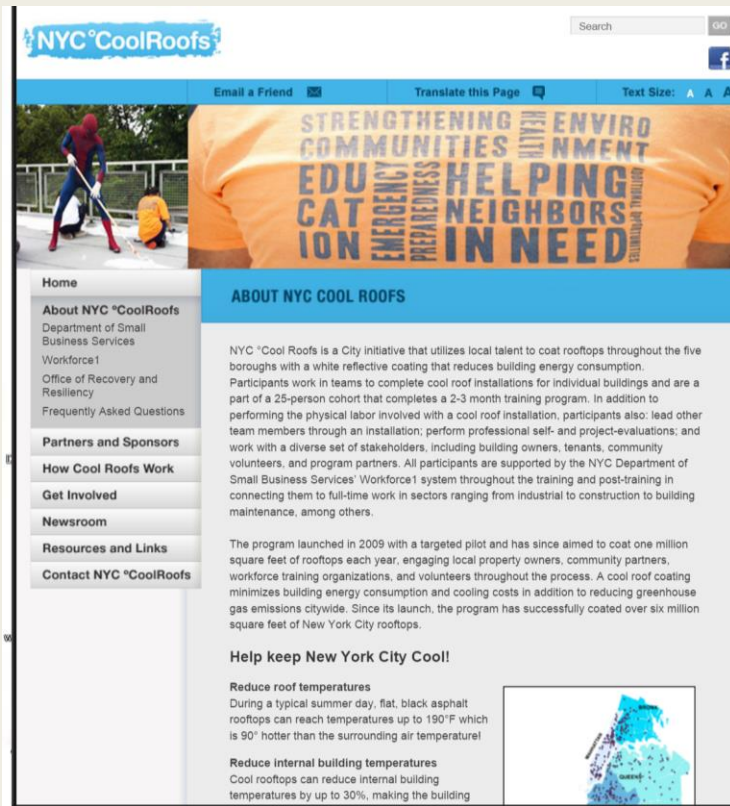 NYC°CoolRoofs
Search
GO
f
Email a Friend
Translate this Page
Text Size: A A A
STRENGTHENING HEALTH ENVIRO
COMMUNITIES NMENT
EDU EMERGENCY PREPAREDNESS HELPING ADDITIONAL OPPORTUNITIES
CAT NEIGHBORS
ION IN NEED
Home
About NYC °CoolRoofs
Department of Small
Business Services
Workforce1
Office of Recovery and
Resiliency
Frequently Asked Questions
Partners and Sponsors
How Cool Roofs Work
Get Involved
Newsroom
Resources and Links
Contact NYC °CoolRoofs
ABOUT NYC COOL ROOFS
NYC °Cool Roofs is a City initiative that utilizes local talent to coat rooftops throughout the five
boroughs with a white reflective coating that reduces building energy consumption.
Participants work in teams to complete cool roof installations for individual buildings and are a
part of a 25-person cohort that completes a 2-3 month training program. In addition to
performing the physical labor involved with a cool roof installation, participants also: lead other
team members through an installation; perform professional self- and project-evaluations; and
work with a diverse set of stakeholders, including building owners, tenants, community
volunteers, and program partners. All participants are supported by the NYC Department of
Small Business Services' Workforce1 system throughout the training and post-training in
connecting them to full-time work in sectors ranging from industrial to construction to building
maintenance, among others.
The program launched in 2009 with a targeted pilot and has since aimed to coat one million
square feet of rooftops each year, engaging local property owners, community partners,
workforce training organizations, and volunteers throughout the process. A cool roof coating
minimizes building energy consumption and cooling costs in addition to reducing greenhouse
gas emissions citywide. Since its launch, the program has successfully coated over six million
square feet of New York City rooftops.
Help keep New York City Cool!
Reduce roof temperatures
During a typical summer day, flat, black asphalt
rooftops can reach temperatures up to 190°F which
is 90° hotter than the surrounding air temperature!
Reduce internal building temperatures
Cool rooftops can reduce internal building
temperatures by up to 30%, making the building
BRONX
MANHATTAN
QUEENS